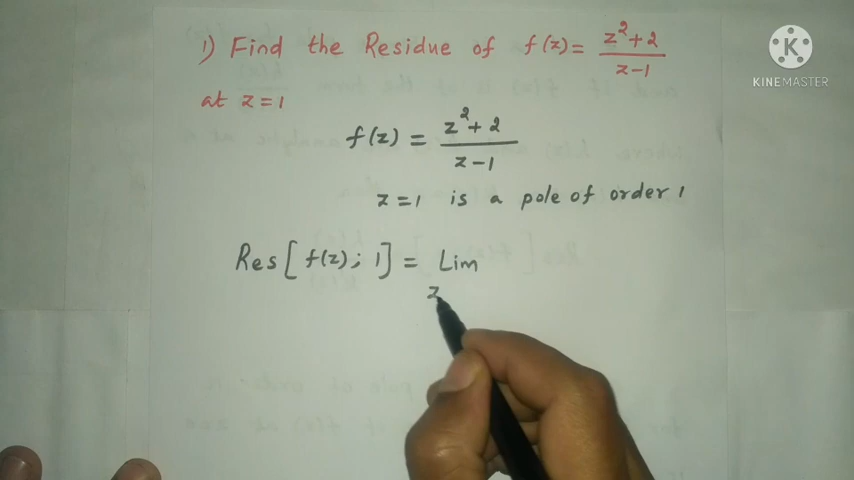 1) Find the Residue of f(z) = z²+2 / z-1
at z=1
f(z) = z²+2 / z-1
z=1 is a pole of order 1
Res[f(z); 1] = Lim
z
K
KINEMASTER